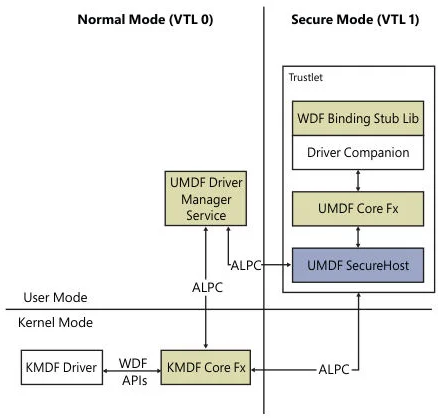 Normal Mode (VTL 0)
Secure Mode (VTL 1)
Trustlet
WDF Binding Stub Lib
Driver Companion
UMDF Driver
Manager
Service
UMDF Core Fx
ALPC
UMDF SecureHost
ALPC
User Mode
Kernel Mode
KMDF Driver
WDF
APIs
KMDF Core Fx
ALPC